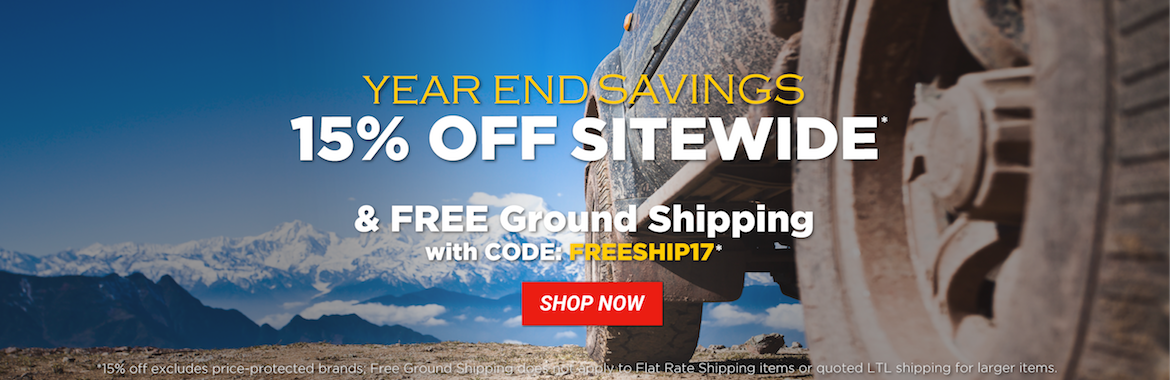 YEAR END SAVINGS
15% OFF SITEWIDE*
& FREE Ground Shipping
with CODE: FREESHIP17*
SHOP NOW
*15% off excludes price-protected brands; Free Ground Shipping does not apply to Flat Rate Shipping items or quoted LTL shipping for larger items.